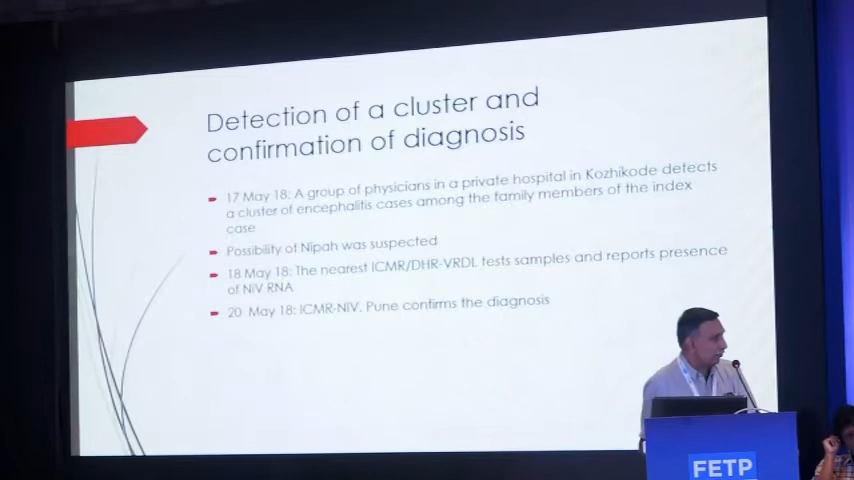 Detection of a cluster and
confirmation of diagnosis
17 May 18: A group of physicians in a private hospital in Kozhikode detects
a cluster of encephalitis cases among the family members of the index
case
Possibility of Nipah was suspected
18 May 18: The nearest ICMR/DHR-VRDL tests samples and reports presence
of NiV RNA
20 May 18: ICMR-NIV, Pune confirms the diagnosis
FETP